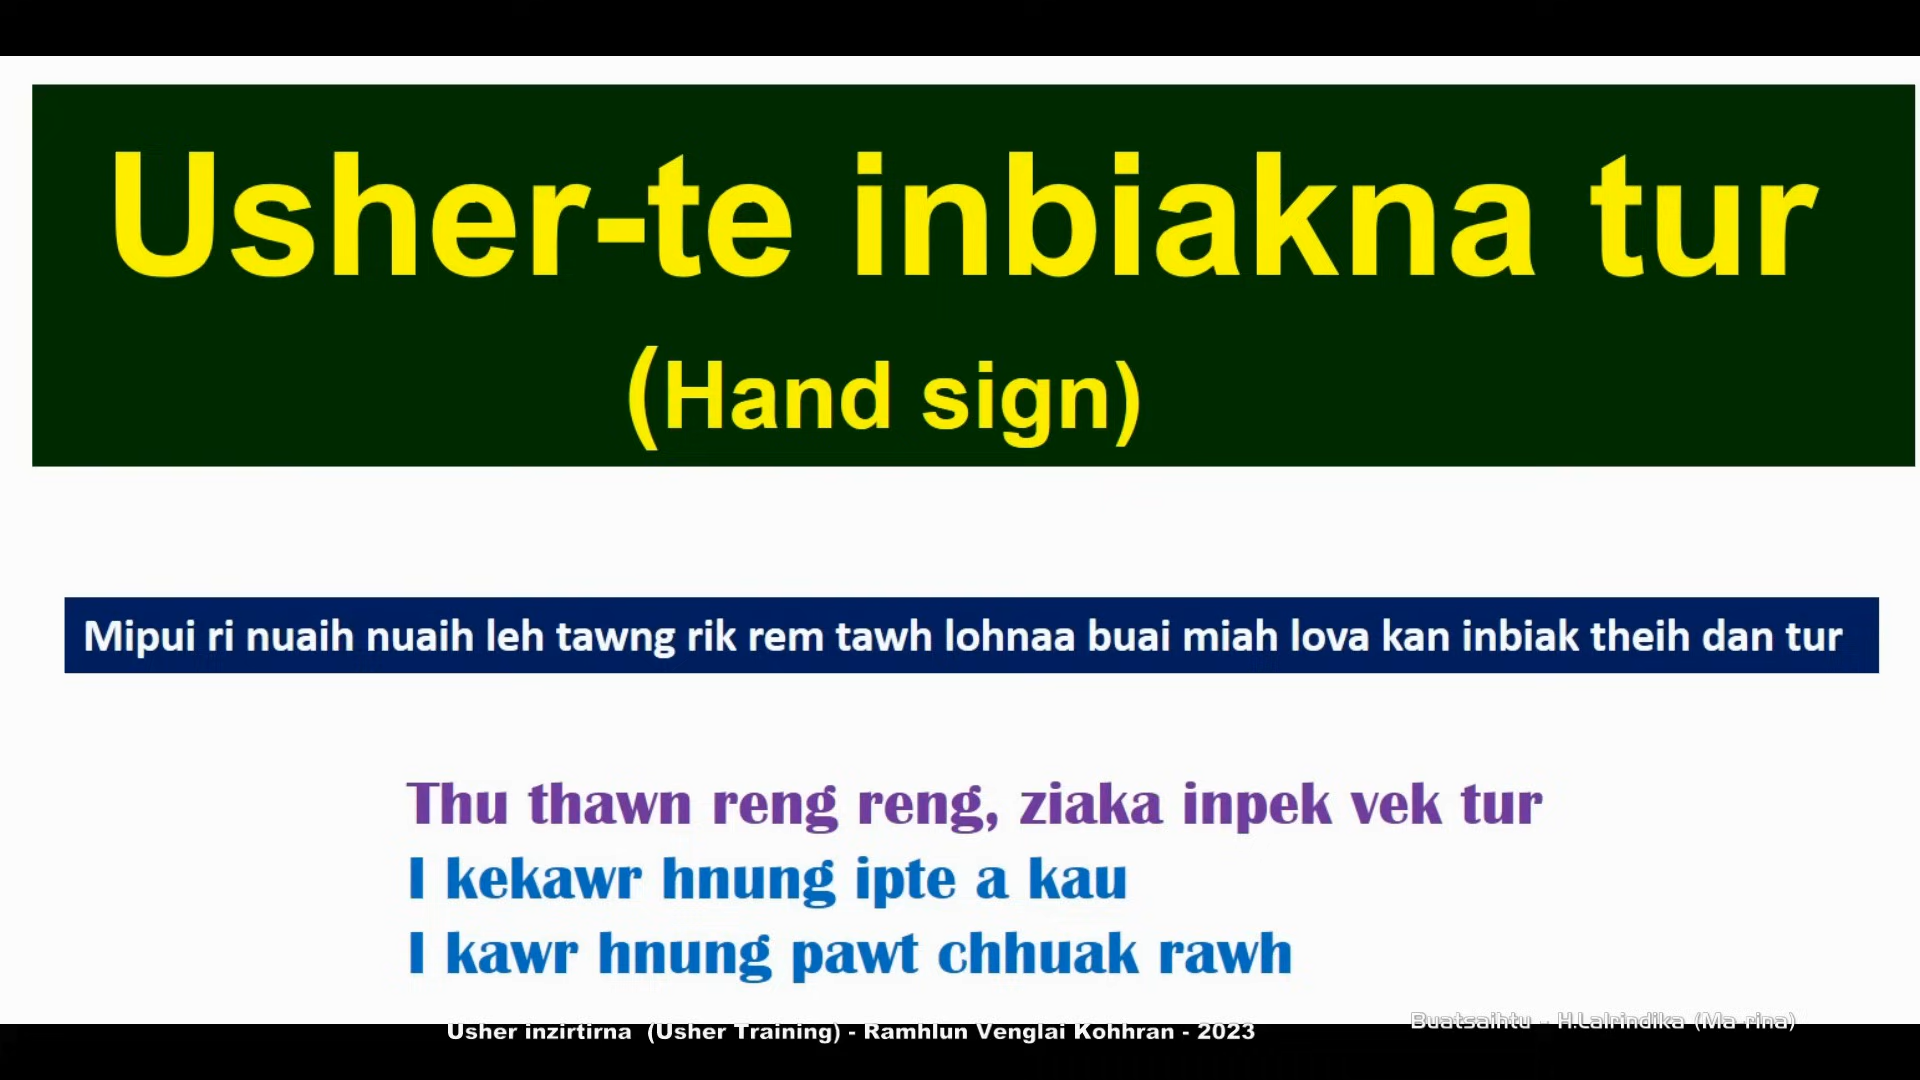 Usher-te inbiakna tur
(Hand sign)
Mipui ri nuaih nuaih leh tawng rik rem tawh lohnaa buai miah lova kan inbiak theih dan tur
Thu thawn reng reng, ziaka inpek vek tur
I kekawr hnung ipte a kau
I kawr hnung pawt chhuak rawh
Usher inzirtirna (Usher Training) - Ramhlun Venglai Kohhran - 2023
Buatsaihtu - H.Lalrindika (Ma-rina)